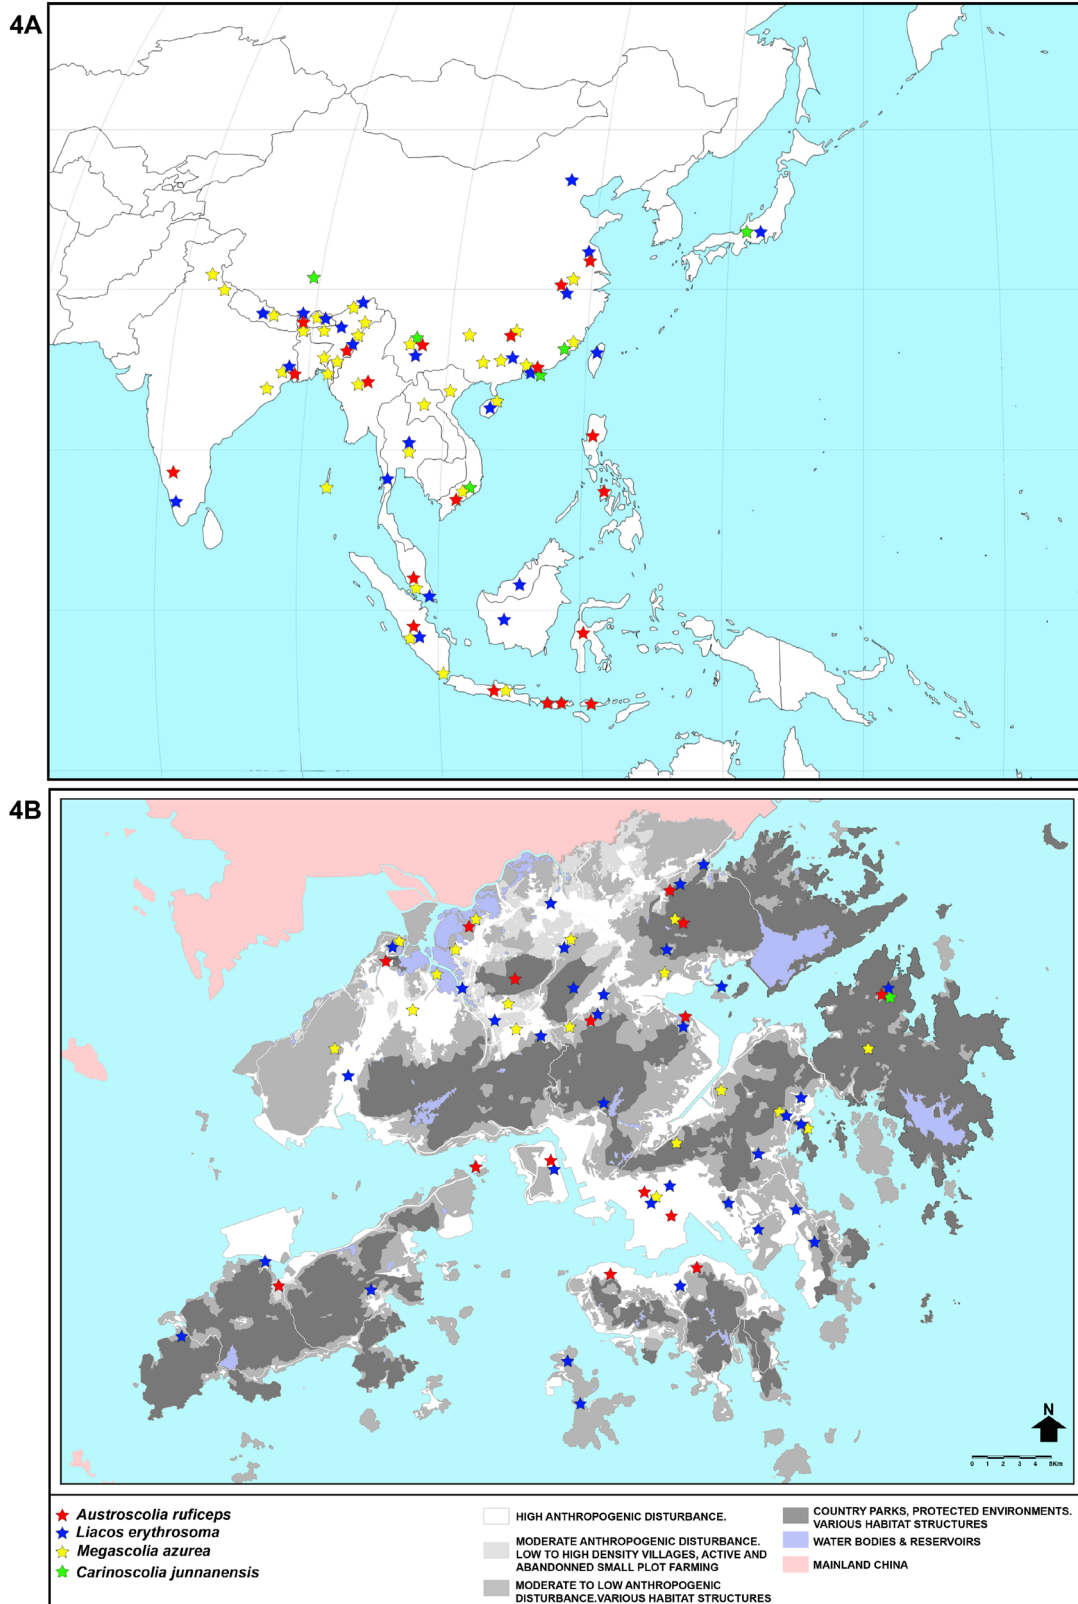 4A
4B
N
0 1 2 3 4 5Km
Austroscolia ruficeps
Liacos erythrosoma
Megascolia azurea
Carinoscolia junnanensis
HIGH ANTHROPOGENIC DISTURBANCE.
MODERATE ANTHROPOGENIC DISTURBANCE.
LOW TO HIGH DENSITY VILLAGES, ACTIVE AND
ABANDONNED SMALL PLOT FARMING
MODERATE TO LOW ANTHROPOGENIC
DISTURBANCE.VARIOUS HABITAT STRUCTURES
COUNTRY PARKS, PROTECTED ENVIRONMENTS.
VARIOUS HABITAT STRUCTURES
WATER BODIES & RESERVOIRS
MAINLAND CHINA